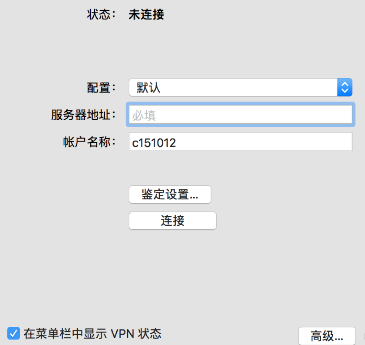 状态： 未连接
配置： 默认
服务器地址： 必填
帐户名称： c151012
鉴定设置...
连接
在菜单栏中显示 VPN 状态
高级...